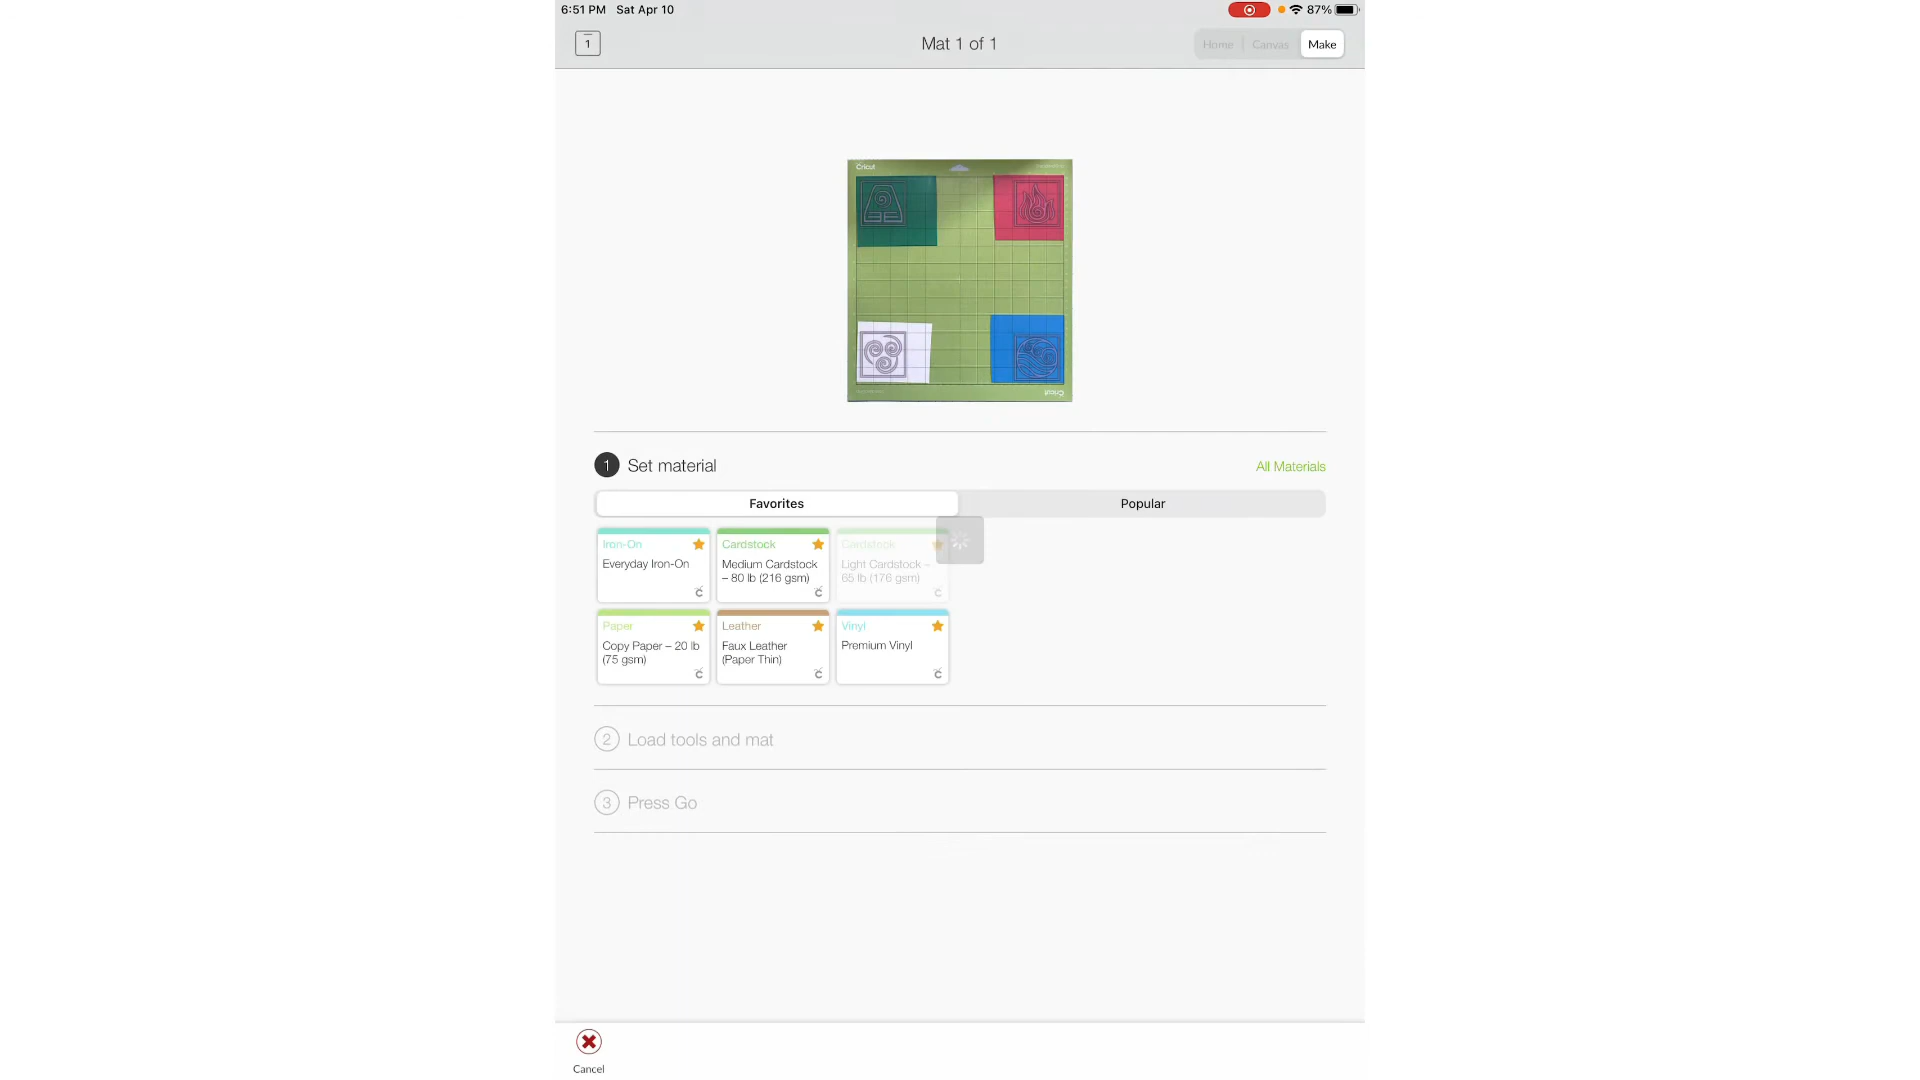 6:51 PM Sat Apr 10
87%
1
Mat 1 of 1
Home
Canvas
Make
Cricut
Cricut
1 Set material
All Materials
Favorites
Popular
Iron-On
Everyday Iron-On
Cardstock
Medium Cardstock
– 80 lb (216 gsm)
Cardstock
Light Cardstock –
65 lb (176 gsm)
Paper
Copy Paper – 20 lb
(75 gsm)
Leather
Faux Leather
(Paper Thin)
Vinyl
Premium Vinyl
2 Load tools and mat
3 Press Go
Cancel